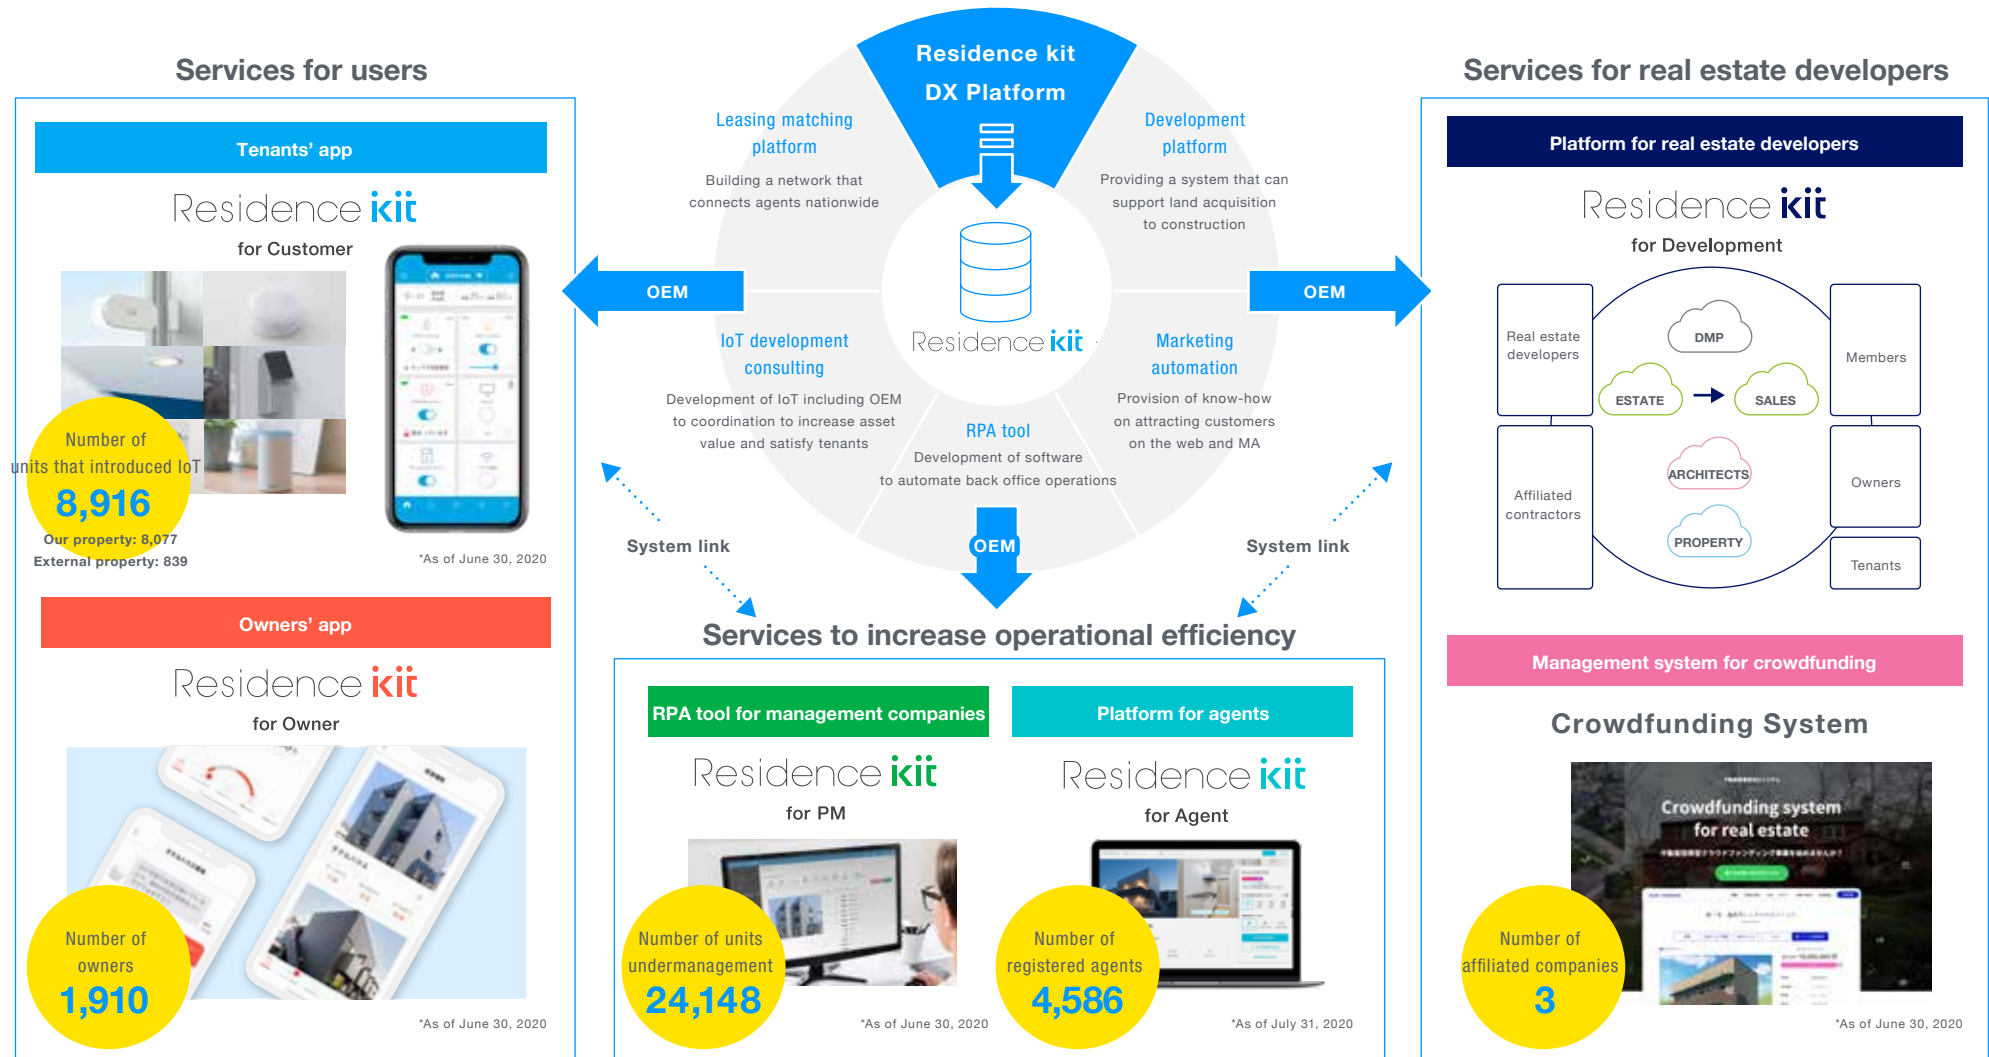 Services for users
Tenants' app
Residence kit
for Customer
Number of
units that introduced IoT
8,916
Our property: 8,077
External property: 839
*As of June 30, 2020
Owners' app
Residence kit
for Owner
Number of
owners
1,910
*As of June 30, 2020
Residence kit
DX Platform
Leasing matching
platform
Building a network that
connects agents nationwide
Development
platform
Providing a system that can
support land acquisition
to construction
OEM
OEM
Residence kit
IoT development
consulting
Development of IoT including OEM
to coordination to increase asset
value and satisfy tenants
Marketing
automation
Provision of know-how
on attracting customers
on the web and MA
RPA tool
Development of software
to automate back office operations
OEM
System link
System link
Services to increase operational efficiency
RPA tool for management companies
Residence kit
for PM
Number of units
undermanagement
24,148
*As of June 30, 2020
Platform for agents
Residence kit
for Agent
Number of
registered agents
4,586
*As of July 31, 2020
Services for real estate developers
Platform for real estate developers
Residence kit
for Development
Real estate
developers
Affiliated
contractors
DMP
ESTATE
SALES
ARCHITECTS
PROPERTY
Members
Owners
Tenants
Management system for crowdfunding
Crowdfunding System
Crowdfunding system
for real estate
Number of
affiliated companies
3
*As of June 30, 2020